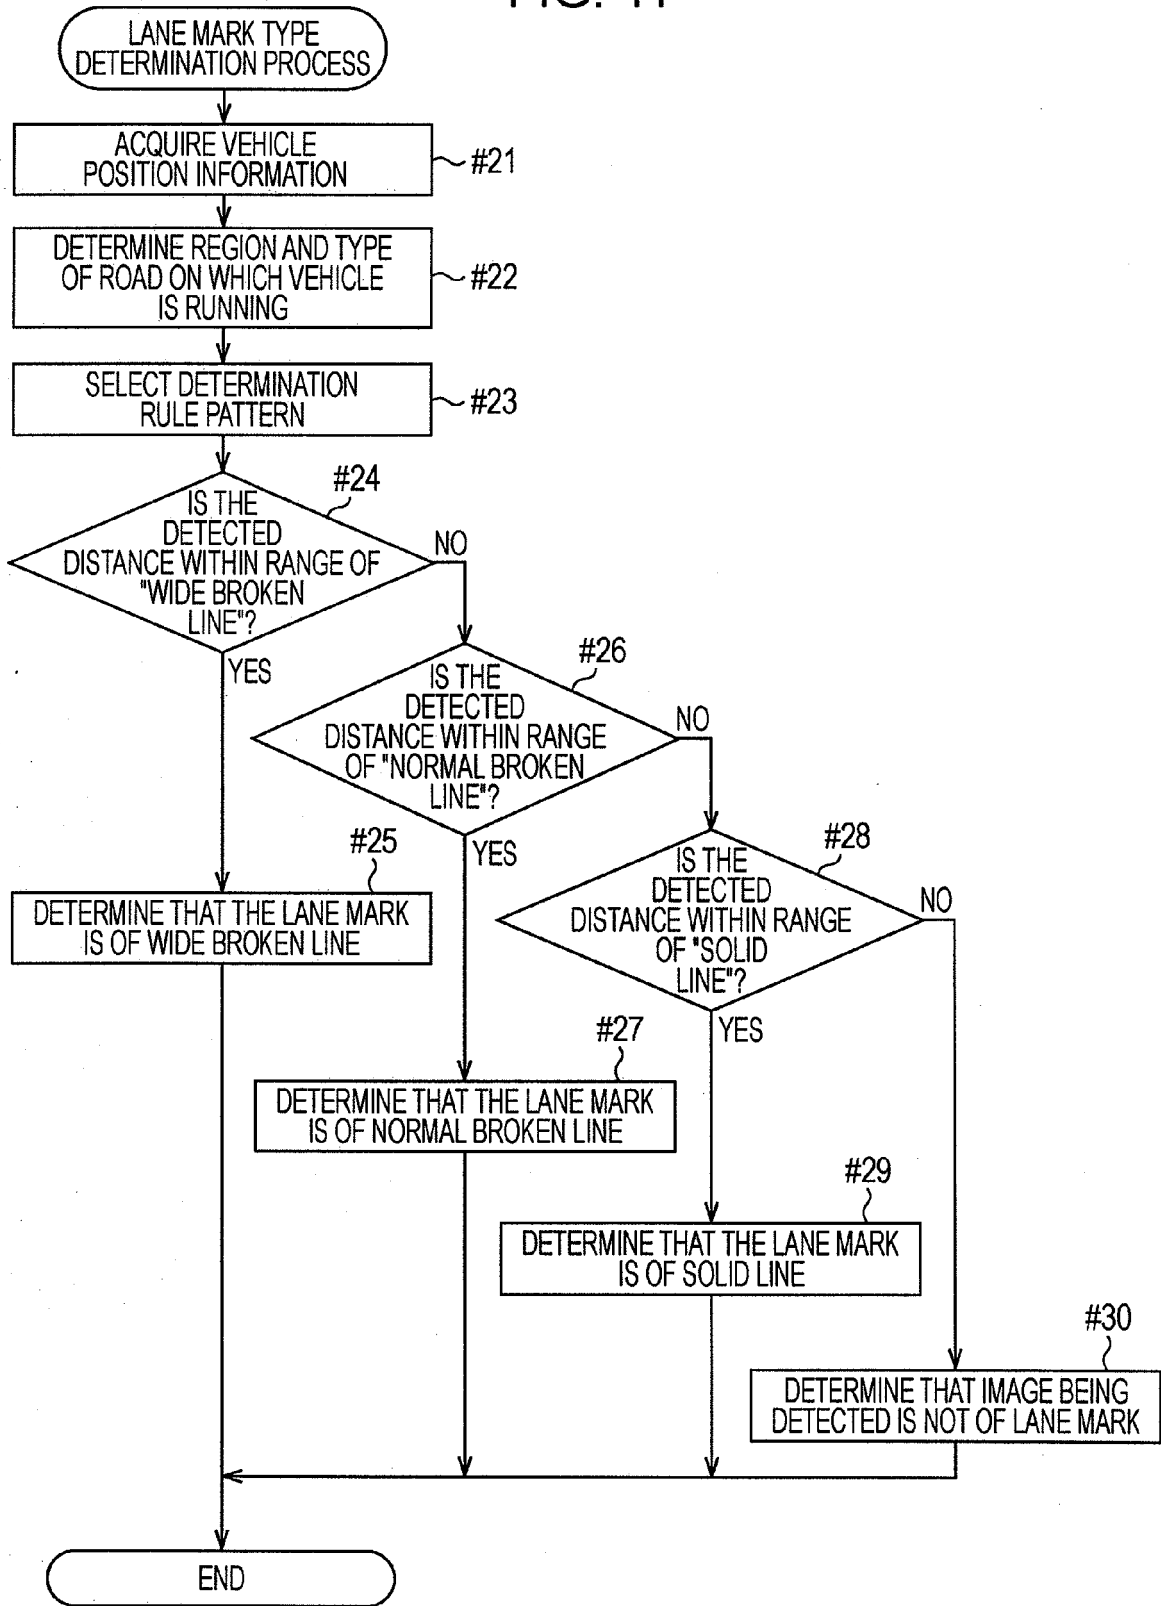 LANE MARK TYPE
DETERMINATION PROCESS
ACQUIRE VEHICLE
POSITION INFORMATION
#21
DETERMINE REGION AND TYPE
OF ROAD ON WHICH VEHICLE
IS RUNNING
#22
SELECT DETERMINATION
RULE PATTERN
#23
#24
IS THE
DETECTED
DISTANCE WITHIN RANGE OF
"WIDE BROKEN
LINE"?
NO
YES
#26
IS THE
DETECTED
DISTANCE WITHIN RANGE
OF "NORMAL BROKEN
LINE"?
NO
YES
#25
DETERMINE THAT THE LANE MARK
IS OF WIDE BROKEN LINE
#28
IS THE
DETECTED
DISTANCE WITHIN RANGE
OF "SOLID
LINE"?
NO
YES
#27
DETERMINE THAT THE LANE MARK
IS OF NORMAL BROKEN LINE
#29
DETERMINE THAT THE LANE MARK
IS OF SOLID LINE
#30
DETERMINE THAT IMAGE BEING
DETECTED IS NOT OF LANE MARK
END